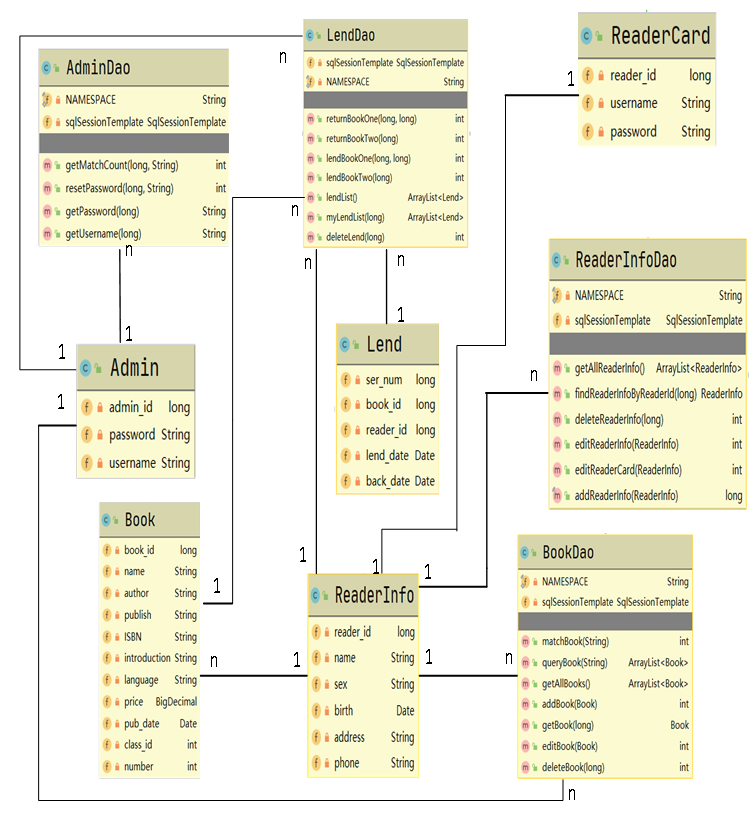 AdminDao
NAMESPACE String
sqlSessionTemplate SqlSessionTemplate
getMatchCount(long, String) int
resetPassword(long, String) int
getPassword(long) String
getUsername(long) String
n
LendDao
sqlSessionTemplate SqlSessionTemplate
NAMESPACE String
returnBookOne(long, long) int
returnBookTwo(long) int
lendBookOne(long, long) int
lendBookTwo(long) int
lendList() ArrayList<Lend>
myLendList(long) ArrayList<Lend>
deleteLend(long) int
n
n
n
n
ReaderCard
reader_id long
username String
password String
1
ReaderInfoDao
NAMESPACE String
sqlSessionTemplate SqlSessionTemplate
getAllReaderInfo() ArrayList<ReaderInfo>
findReaderInfoByReaderId(long) ReaderInfo
deleteReaderInfo(long) int
editReaderInfo(ReaderInfo) int
editReaderCard(ReaderInfo) int
addReaderInfo(ReaderInfo) long
n
Admin
admin_id long
password String
username String
1
1
1
Lend
ser_num long
book_id long
reader_id long
lend_date Date
back_date Date
1
Book
book_id long
name String
author String
publish String
ISBN String
introduction String
language String
price BigDecimal
pub_date Date
class_id int
number int
1
n
ReaderInfo
reader_id long
name String
sex String
birth Date
address String
phone String
1
1
1
1
1
BookDao
NAMESPACE String
sqlSessionTemplate SqlSessionTemplate
matchBook(String) int
queryBook(String) ArrayList<Book>
getAllBooks() ArrayList<Book>
addBook(Book) int
getBook(long) Book
editBook(Book) int
deleteBook(long) int
n
n